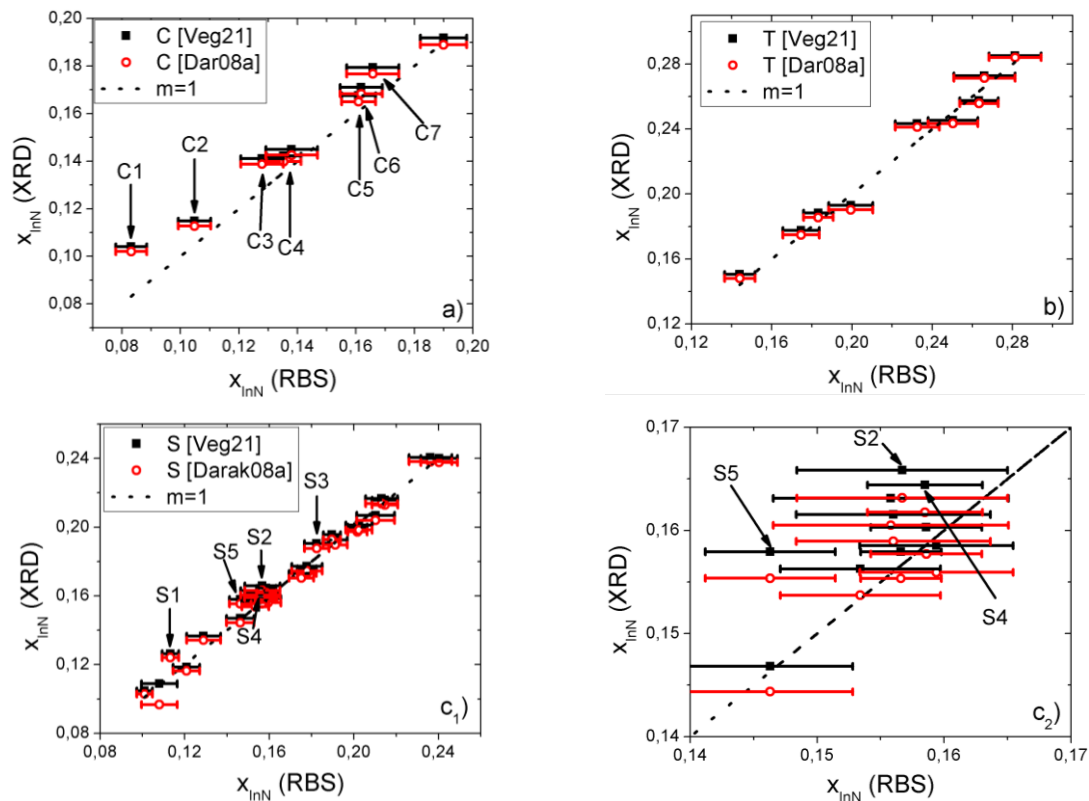 0,20
0,18
0,16
0,14
0,12
0,10
0,08
x_InN (XRD)
C [Veg21]
C [Dar08a]
m=1
C1
C2
C3
C4
C5
C6
C7
a)
0,08 0,10 0,12 0,14 0,16 0,18 0,20
x_InN (RBS)
0,28
0,24
0,20
0,16
0,12
x_InN (XRD)
T [Veg21]
T [Dar08a]
m=1
b)
0,12 0,16 0,20 0,24 0,28
x_InN (RBS)
0,24
0,20
0,16
0,12
0,08
x_InN (XRD)
S [Veg21]
S [Darak08a]
m=1
S3
S2
S5
S1
S4
c1)
0,08 0,12 0,16 0,20 0,24
x_InN (RBS)
0,17
0,16
0,15
0,14
x_InN (XRD)
S2
S5
S4
c2)
0,14 0,15 0,16 0,17
x_InN (RBS)